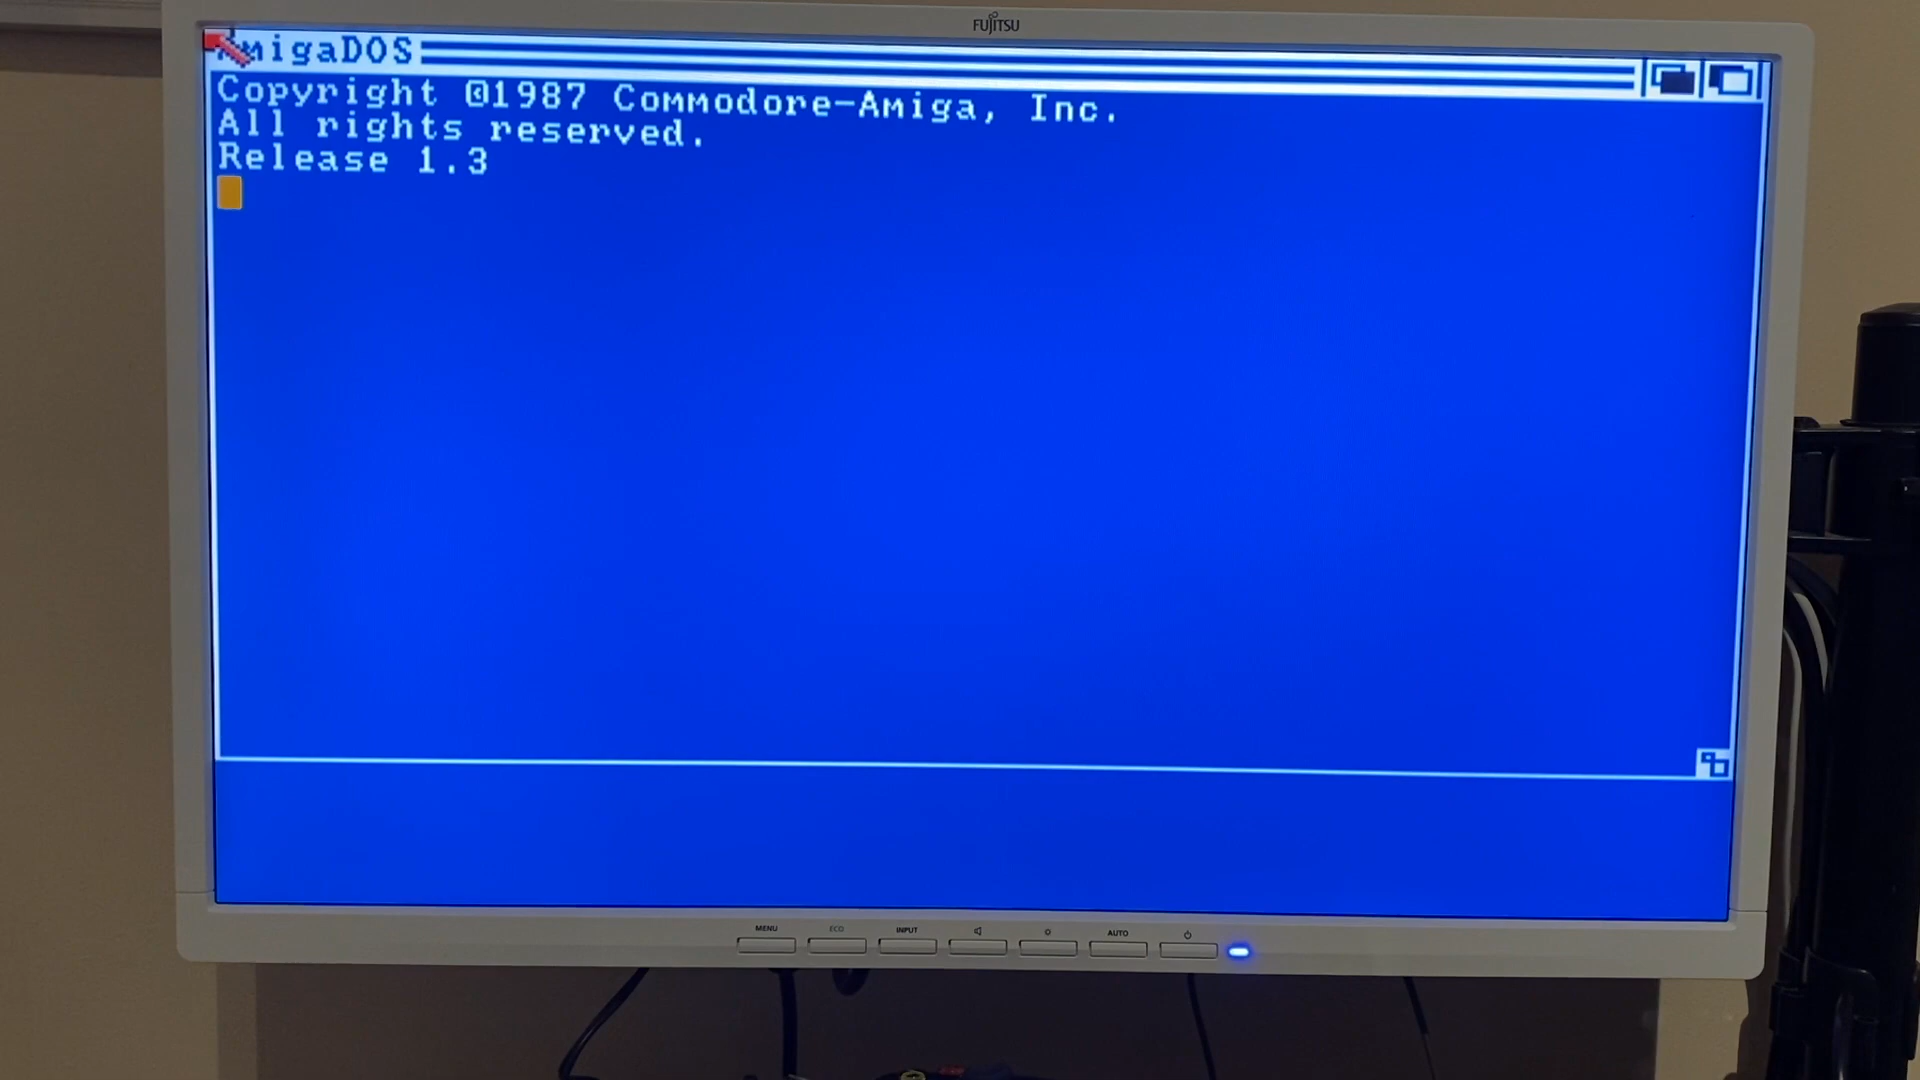 FUJITSU
AmigaDOS
Copyright ©1987 Commodore-Amiga, Inc.
All rights reserved.
Release 1.3
MENU ECO INPUT AUTO